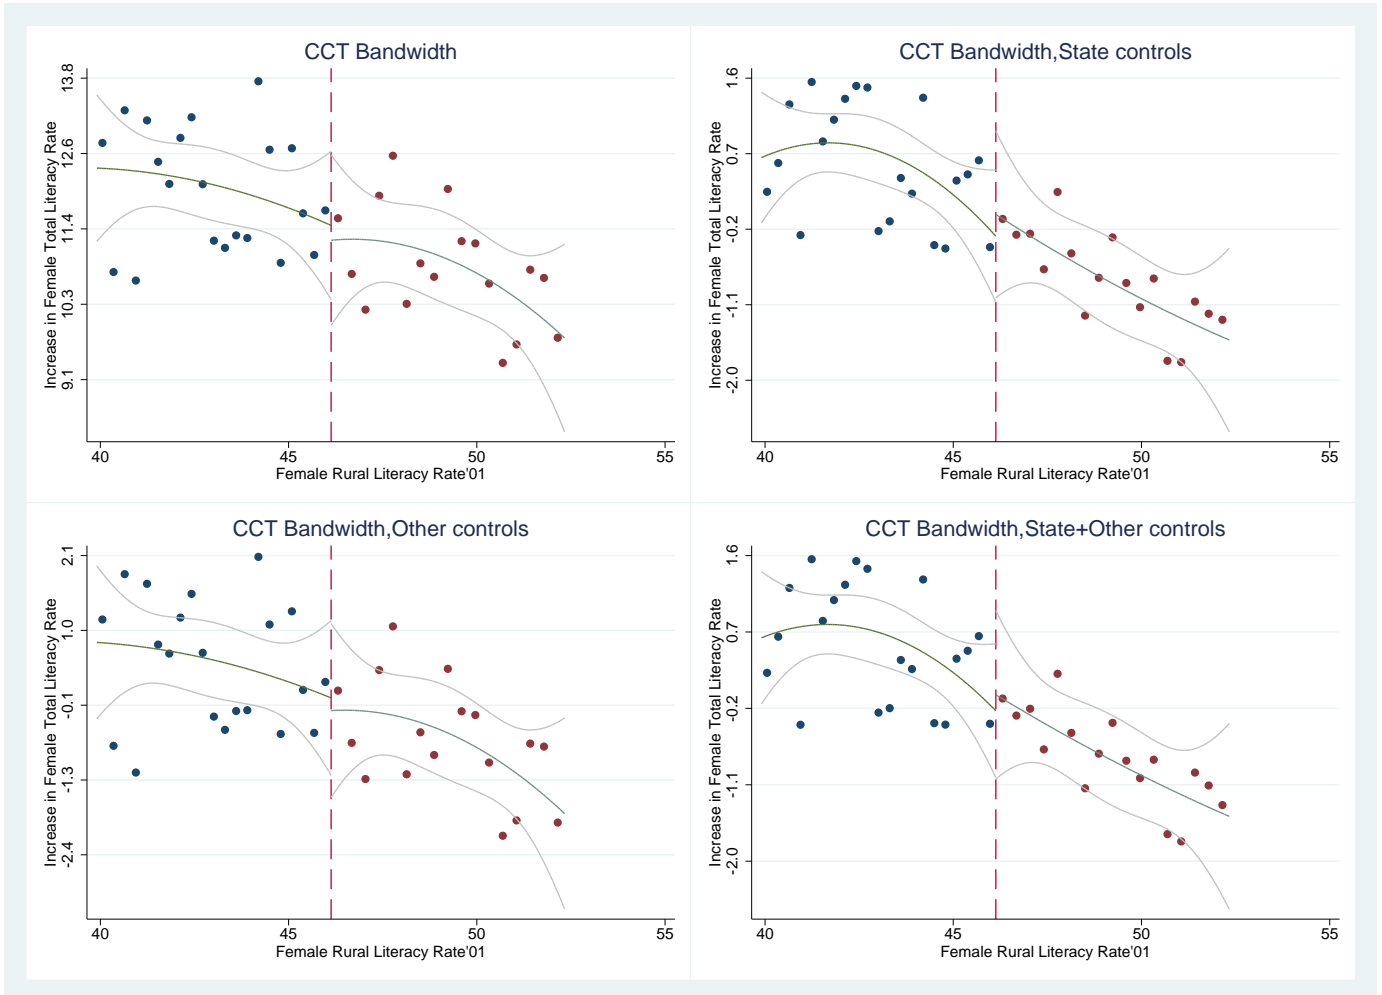 CCT Bandwidth
Increase in Female Total Literacy Rate
13.8
12.6
11.4
10.3
9.1
40 45 50 55
Female Rural Literacy Rate'01
CCT Bandwidth,State controls
Increase in Female Total Literacy Rate
1.6
0.7
-0.2
-1.1
-2.0
40 45 50 55
Female Rural Literacy Rate'01
CCT Bandwidth,Other controls
Increase in Female Total Literacy Rate
2.1
1.0
-0.1
-1.3
-2.4
40 45 50 55
Female Rural Literacy Rate'01
CCT Bandwidth,State+Other controls
Increase in Female Total Literacy Rate
1.6
0.7
-0.2
-1.1
-2.0
40 45 50 55
Female Rural Literacy Rate'01